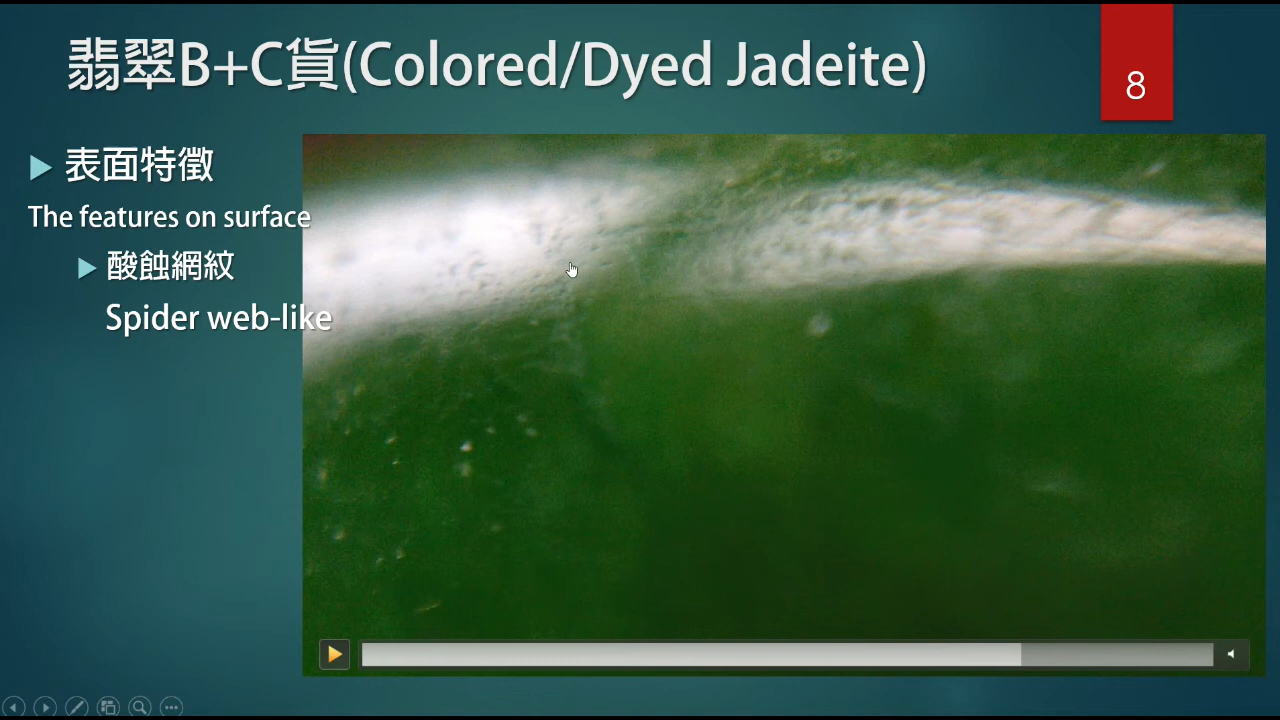 翡翠B+C貨(Colored/Dyed Jadeite)
8
表面特徵
The features on surface
酸蝕網紋
Spider web-like